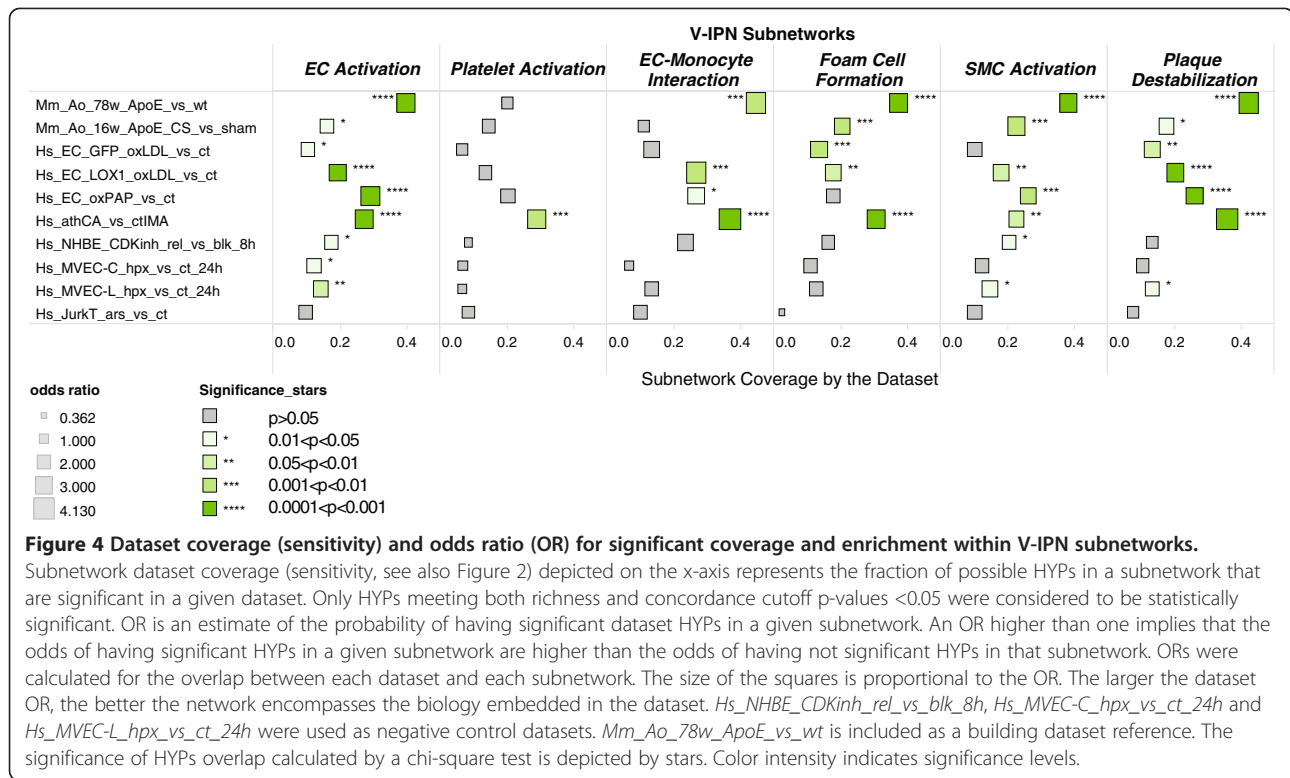 V-IPN Subnetworks
EC Activation Platelet Activation EC-Monocyte Interaction Foam Cell Formation SMC Activation Plaque Destabilization
Mm_Ao_78w_ApoE_vs_wt **** *** **** **** ****
Mm_Ao_16w_ApoE_CS_vs_sham * *** *** *
Hs_EC_GFP_oxLDL_vs_ct * *** **
Hs_EC_LOX1_oxLDL_vs_ct **** *** ** ** ****
Hs_EC_oxPAP_vs_ct **** * *** ****
Hs_athCA_vs_ctIMA **** *** **** **** ** ****
Hs_NHBE_CDKinh_rel_vs_blk_8h * *
Hs_MVEC-C_hpx_vs_ct_24h *
Hs_MVEC-L_hpx_vs_ct_24h ** * *
Hs_JurkT_ars_vs_ct
0.0 0.2 0.4 0.0 0.2 0.4 0.0 0.2 0.4 0.0 0.2 0.4 0.0 0.2 0.4 0.0 0.2 0.4
Subnetwork Coverage by the Dataset
odds ratio Significance_stars
0.362 p>0.05
1.000 * 0.01<p<0.05
2.000 ** 0.05<p<0.01
3.000 *** 0.001<p<0.01
4.130 **** 0.0001<p<0.001
Figure 4 Dataset coverage (sensitivity) and odds ratio (OR) for significant coverage and enrichment within V-IPN subnetworks.
Subnetwork dataset coverage (sensitivity, see also Figure 2) depicted on the x-axis represents the fraction of possible HYPs in a subnetwork that
are significant in a given dataset. Only HYPs meeting both richness and concordance cutoff p-values <0.05 were considered to be statistically
significant. OR is an estimate of the probability of having significant dataset HYPs in a given subnetwork. An OR higher than one implies that the
odds of having significant HYPs in a given subnetwork are higher than the odds of having not significant HYPs in that subnetwork. ORs were
calculated for the overlap between each dataset and each subnetwork. The size of the squares is proportional to the OR. The larger the dataset
OR, the better the network encompasses the biology embedded in the dataset. Hs_NHBE_CDKinh_rel_vs_blk_8h, Hs_MVEC-C_hpx_vs_ct_24h and
Hs_MVEC-L_hpx_vs_ct_24h were used as negative control datasets. Mm_Ao_78w_ApoE_vs_wt is included as a building dataset reference. The
significance of HYPs overlap calculated by a chi-square test is depicted by stars. Color intensity indicates significance levels.